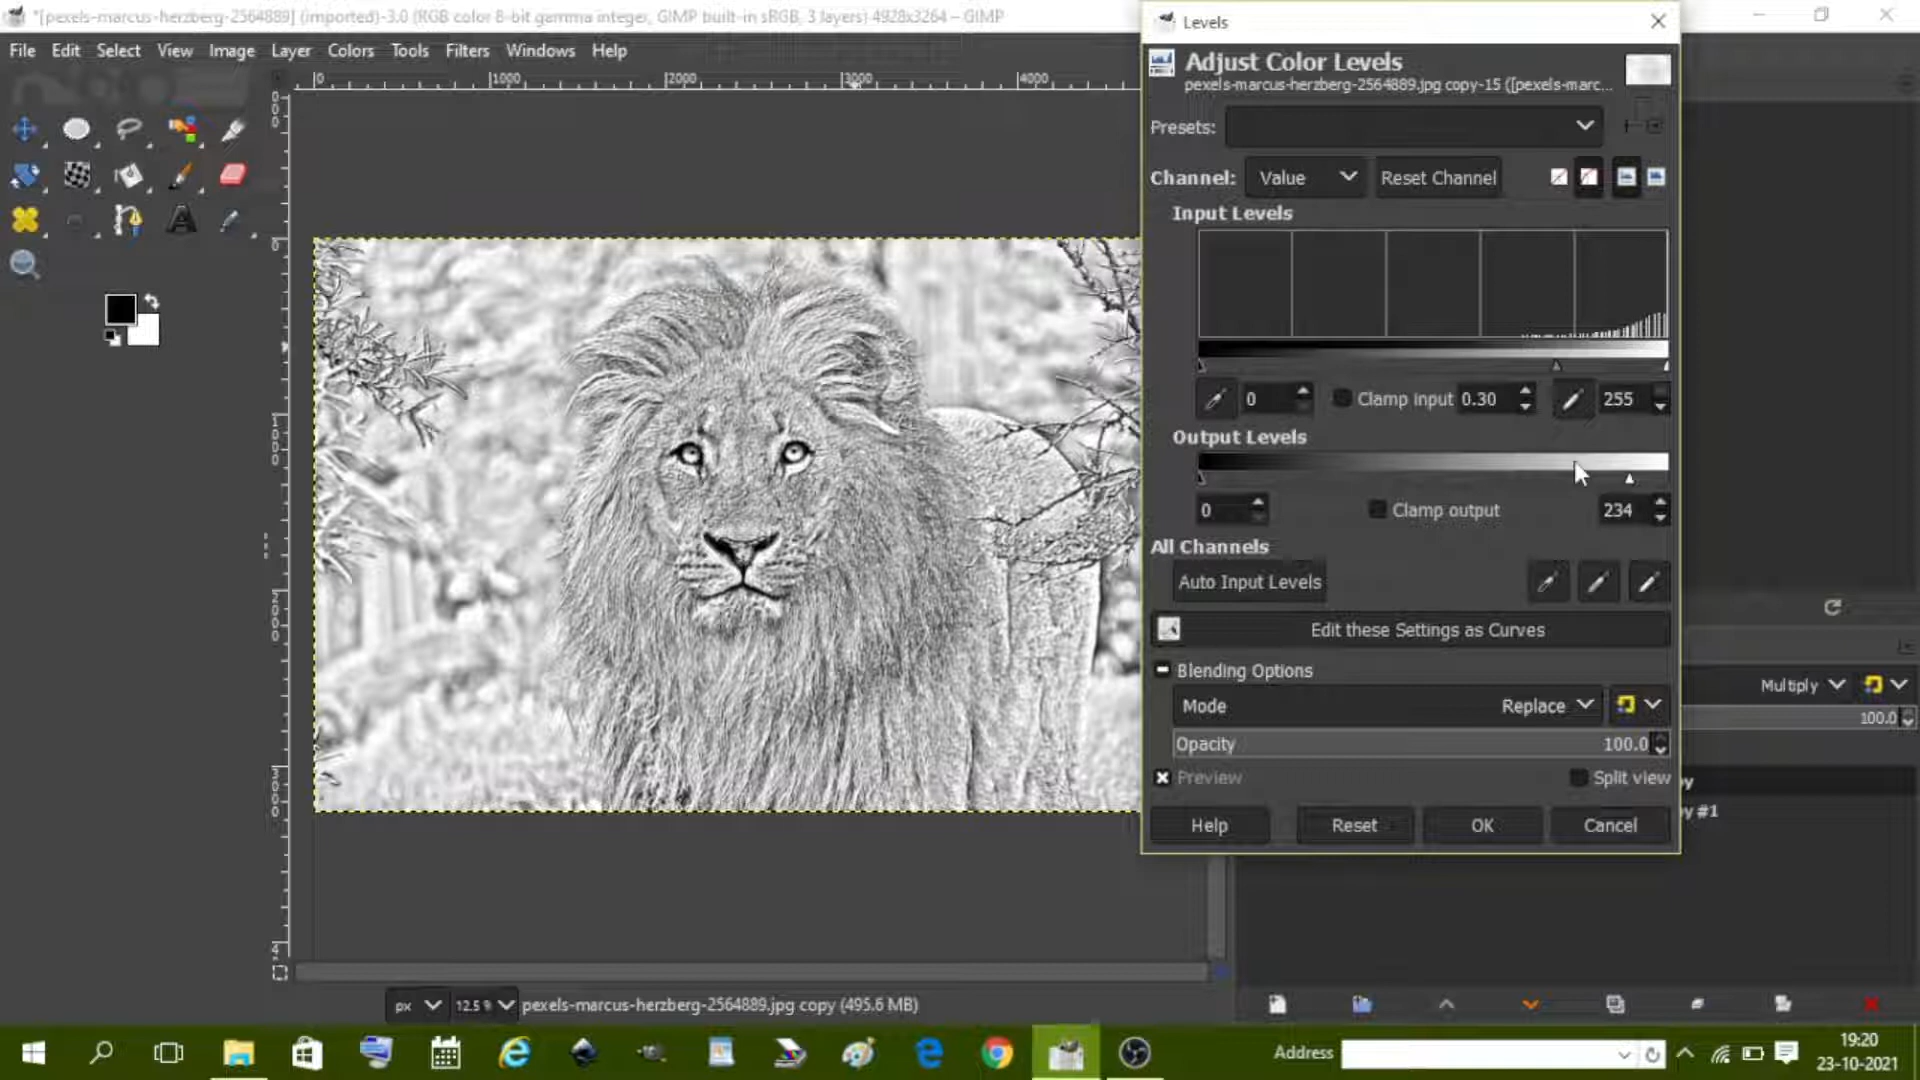 *[pexels-marcus-herzberg-2564889] (imported)-3.0 (RGB color 8-bit gamma integer, GIMP built-in sRGB, 3 layers) 4928x3264 – GIMP
File Edit Select View Image Layer Colors Tools Filters Windows Help
0 1000 2000 3000 4000
Levels
Adjust Color Levels
pexels-marcus-herzberg-2564889.jpg copy-15 ([pexels-marc...
Presets:
Channel: Value Reset Channel
Input Levels
0 Clamp input 0.30 255
Output Levels
0 Clamp output 234
All Channels
Auto Input Levels
Edit these Settings as Curves
Blending Options
Mode Replace
Opacity 100.0
Preview Split view
Help Reset OK Cancel
Multiply
100.0
py
py #1
px 12.5 % pexels-marcus-herzberg-2564889.jpg copy (495.6 MB)
Address
19:20
23-10-2021